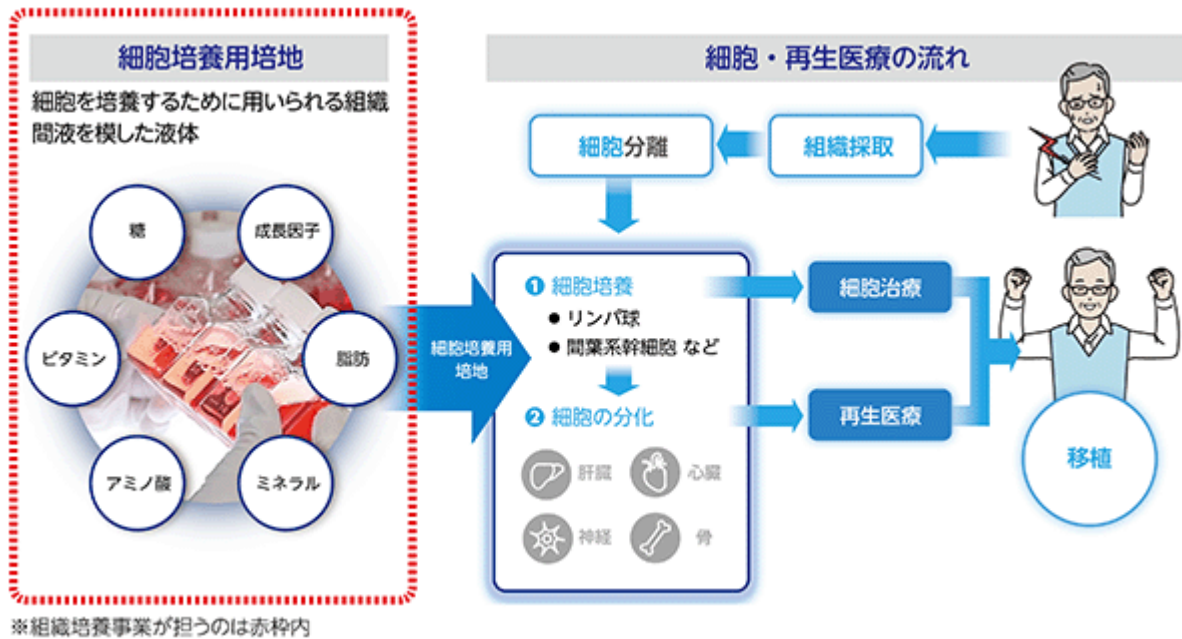 細胞培養用培地
細胞を培養するために用いられる組織
間液を模した液体
糖
成長因子
ビタミン
脂肪
アミノ酸
ミネラル
細胞培養用
培地
細胞・再生医療の流れ
組織採取
細胞分離
❶ 細胞培養
● リンパ球
● 間葉系幹細胞 など
❷ 細胞の分化
肝臓
心臓
神経
骨
細胞治療
再生医療
移植
※組織培養事業が担うのは赤枠内